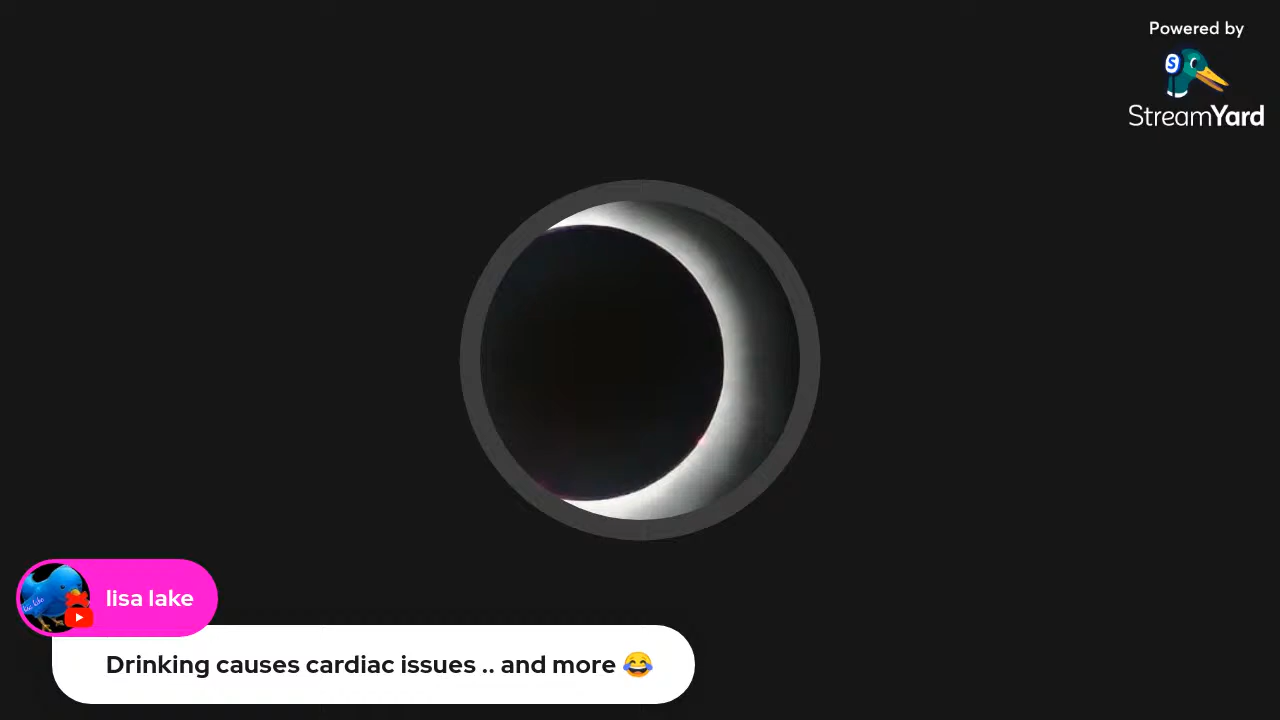 Powered by
S
StreamYard
lisa lake
Drinking causes cardiac issues .. and more 😂